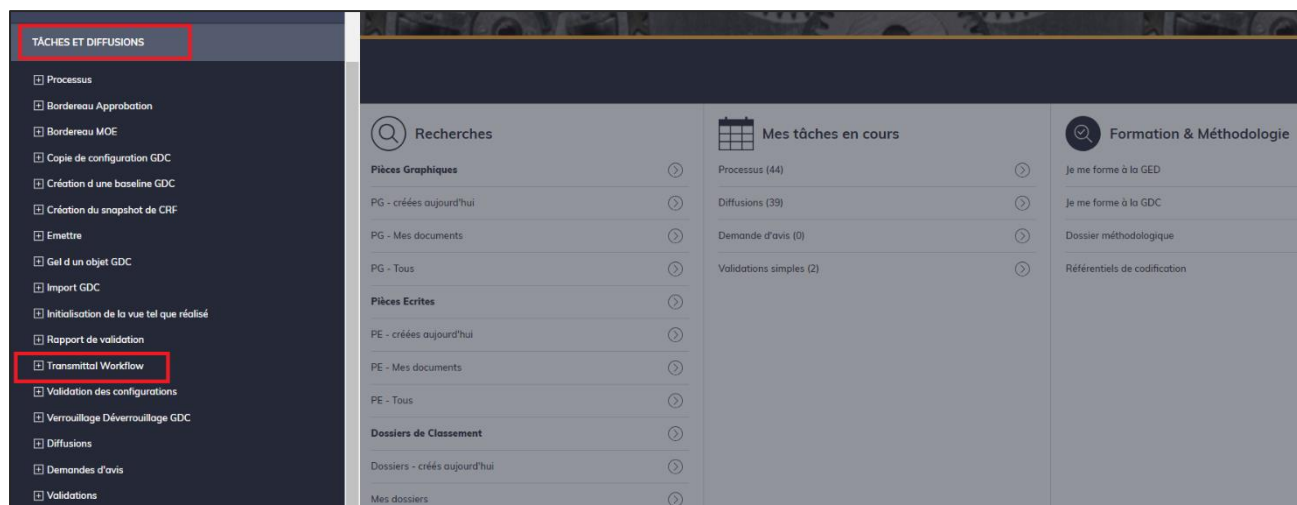 TÂCHES ET DIFFUSIONS
Processus
Bordereau Approbation
Bordereau MOE
Copie de configuration GDC
Création d une baseline GDC
Création du snapshot de CRF
Emettre
Gel d un objet GDC
Import GDC
Initialisation de la vue tel que réalisé
Rapport de validation
Transmittal Workflow
Validation des configurations
Verrouillage Déverrouillage GDC
Diffusions
Demandes d'avis
Validations
Recherches
Pièces Graphiques
PG - créées aujourd'hui
PG - Mes documents
PG - Tous
Pièces Ecrites
PE - créées aujourd'hui
PE - Mes documents
PE - Tous
Dossiers de Classement
Dossiers - créés aujourd'hui
Mes dossiers
Mes tâches en cours
Processus (44)
Diffusions (39)
Demande d'avis (0)
Validations simples (2)
Formation & Méthodologie
Je me forme à la GED
Je me forme à la GDC
Dossier méthodologique
Référentiels de codification